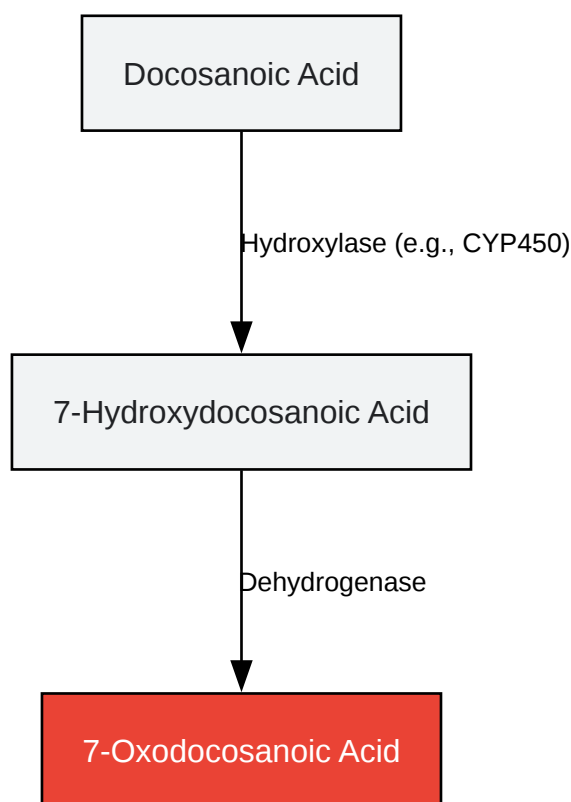 Docosanoic Acid
Hydroxylase (e.g., CYP450)
7-Hydroxydocosanoic Acid
Dehydrogenase
7-Oxodocosanoic Acid